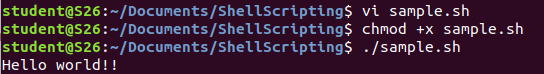 student@S26:~/Documents/ShellScripting$ vi sample.sh
student@S26:~/Documents/ShellScripting$ chmod +x sample.sh
student@S26:~/Documents/ShellScripting$ ./sample.sh
Hello world!!